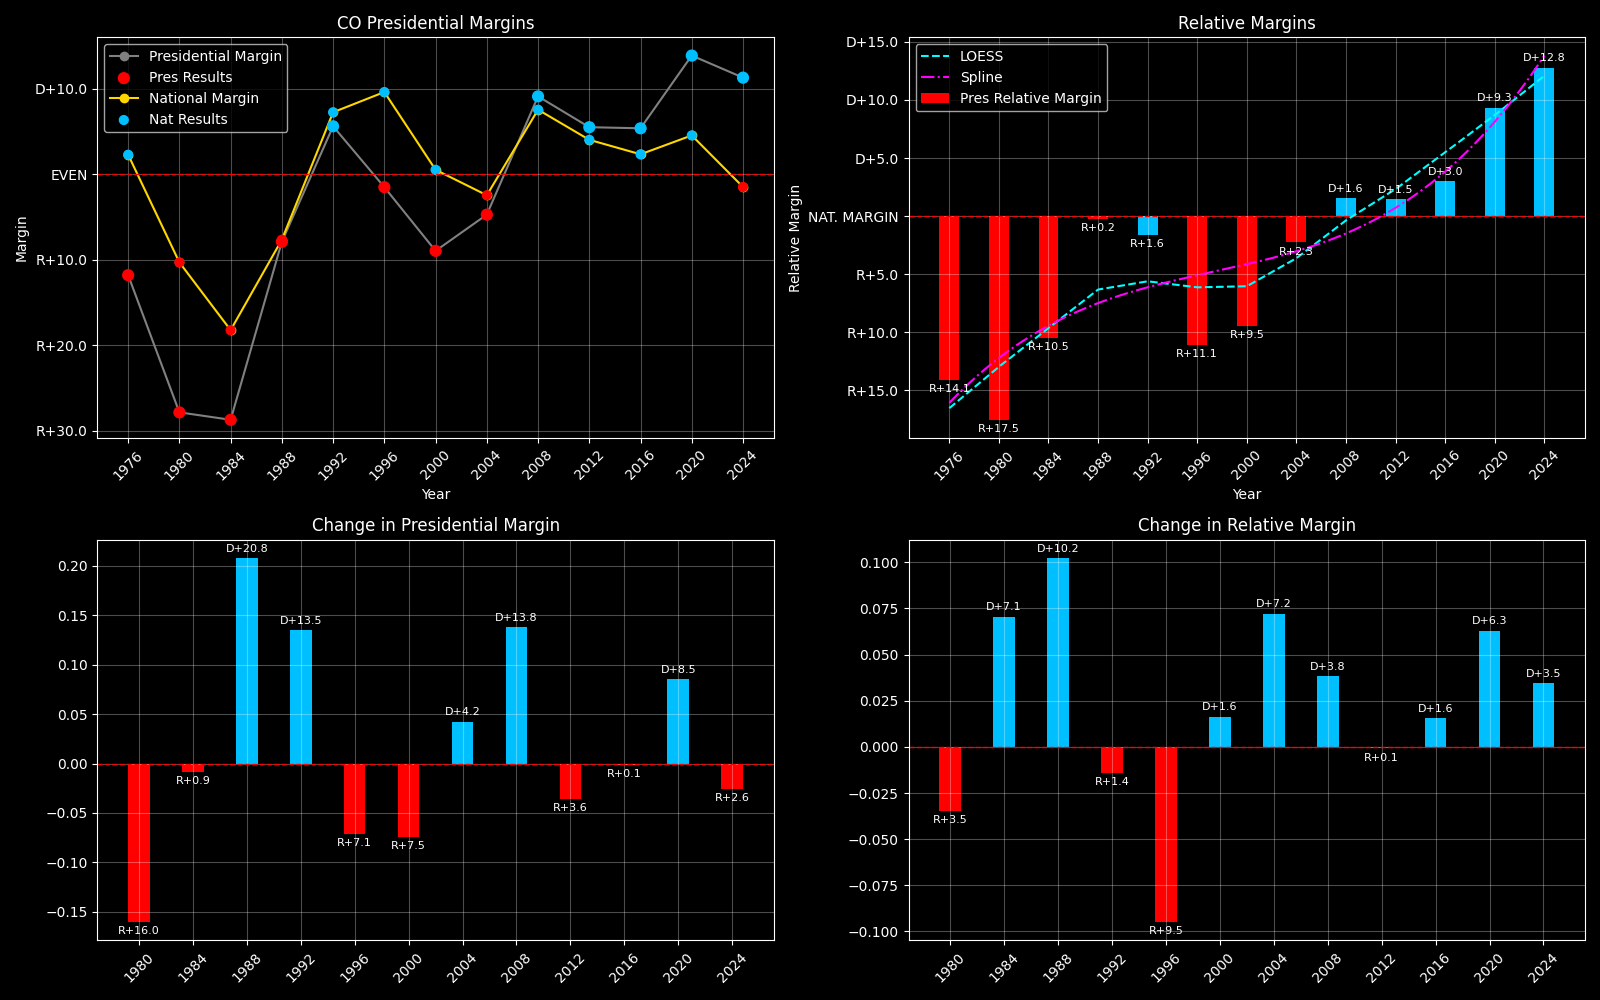 CO Presidential Margins
Presidential Margin
Pres Results
National Margin
Nat Results
D+10.0
EVEN
R+10.0
R+20.0
R+30.0
Margin
1976
1980
1984
1988
1992
1996
2000
2004
2008
2012
2016
2020
2024
Year
Relative Margins
LOESS
Spline
Pres Relative Margin
D+15.0
D+10.0
D+5.0
NAT. MARGIN
R+5.0
R+10.0
R+15.0
Relative Margin
R+14.1
R+17.5
R+10.5
R+0.2
R+1.6
R+11.1
R+9.5
R+2.3
D+1.6
D+1.5
D+3.0
D+9.3
D+12.8
1976
1980
1984
1988
1992
1996
2000
2004
2008
2012
2016
2020
2024
Year
Change in Presidential Margin
0.20
0.15
0.10
0.05
0.00
−0.05
−0.10
−0.15
R+16.0
R+0.9
D+20.8
D+13.5
R+7.1
R+7.5
D+4.2
D+13.8
R+3.6
R+0.1
D+8.5
R+2.6
1980
1984
1988
1992
1996
2000
2004
2008
2012
2016
2020
2024
Change in Relative Margin
0.100
0.075
0.050
0.025
0.000
−0.025
−0.050
−0.075
−0.100
R+3.5
D+7.1
D+10.2
R+1.4
R+9.5
D+1.6
D+7.2
D+3.8
R+0.1
D+1.6
D+6.3
D+3.5
1980
1984
1988
1992
1996
2000
2004
2008
2012
2016
2020
2024